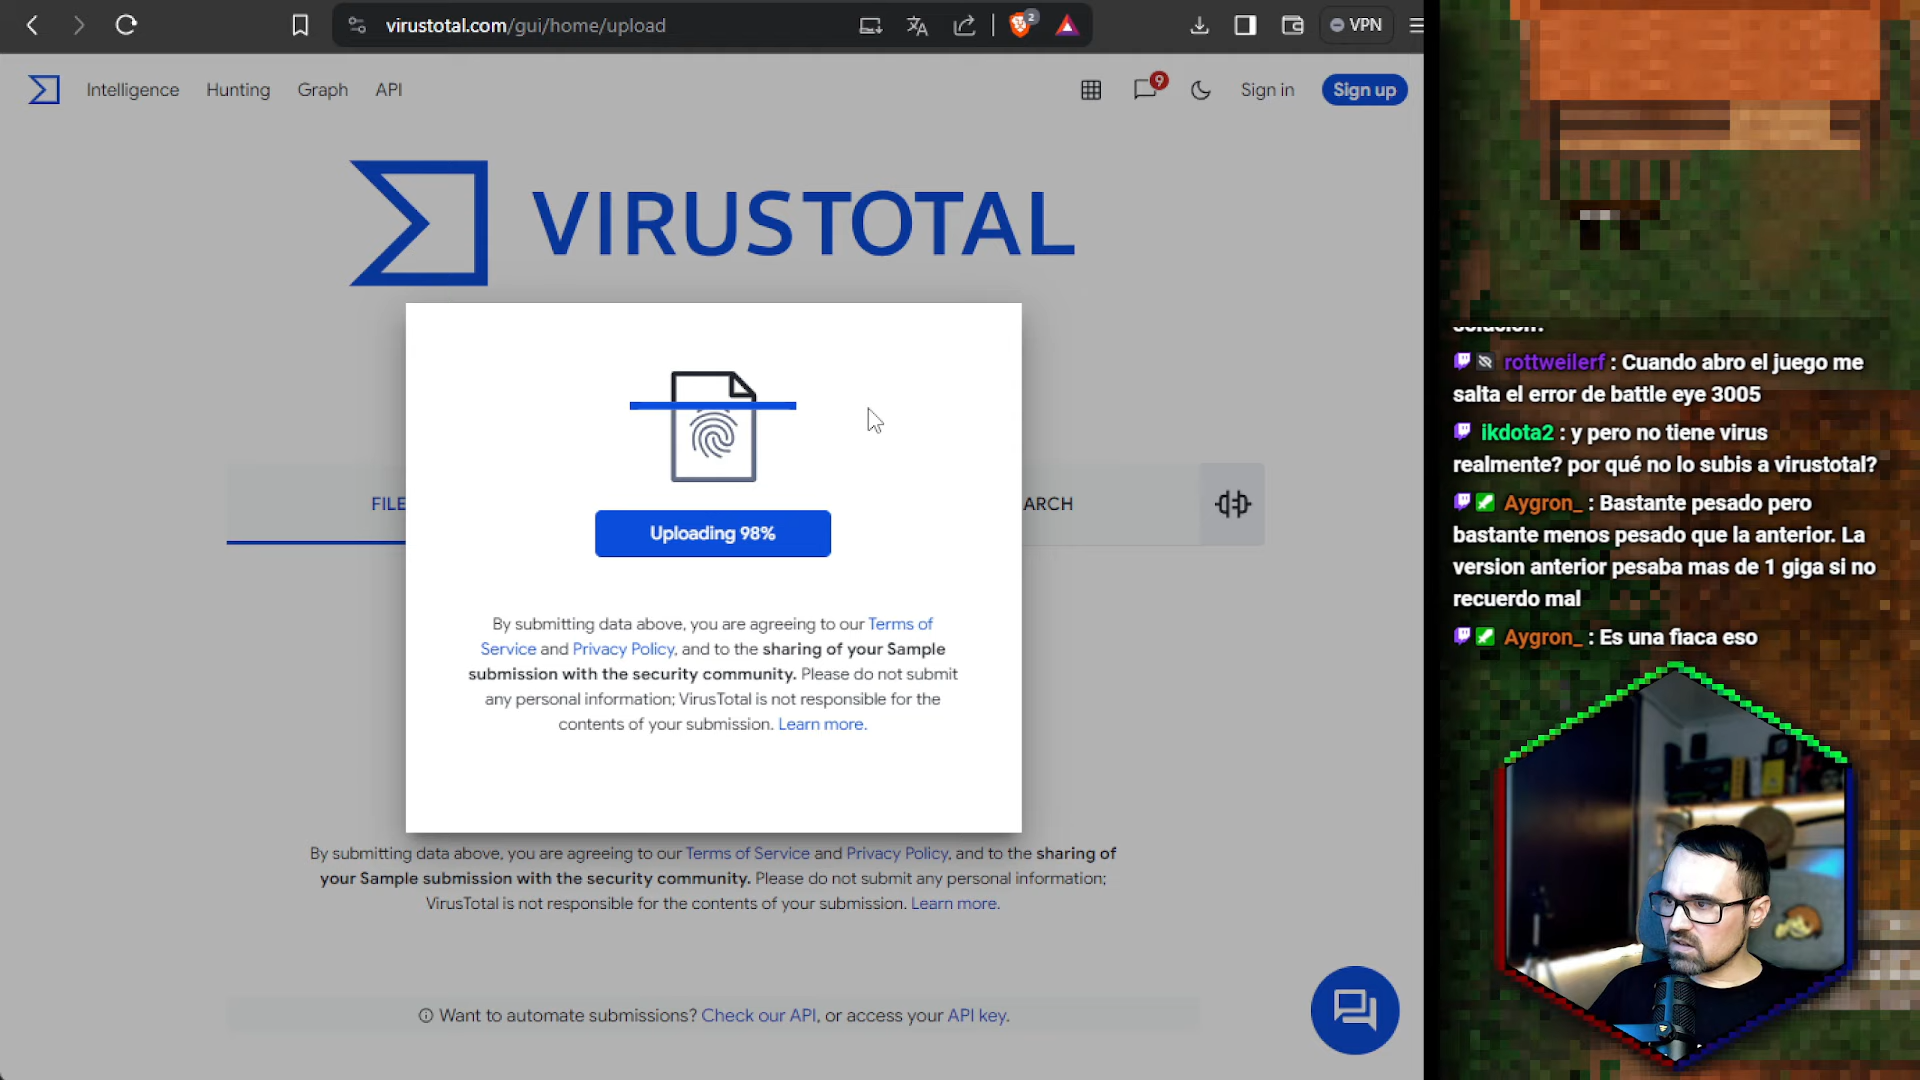 virustotal.com/gui/home/upload
2
VPN
Intelligence
Hunting
Graph
API
9
Sign in
Sign up
VIRUSTOTAL
FILE
ARCH
Uploading 98%
By submitting data above, you are agreeing to our Terms of
Service and Privacy Policy, and to the sharing of your Sample
submission with the security community. Please do not submit
any personal information; VirusTotal is not responsible for the
contents of your submission. Learn more.
By submitting data above, you are agreeing to our Terms of Service and Privacy Policy, and to the sharing of
your Sample submission with the security community. Please do not submit any personal information;
VirusTotal is not responsible for the contents of your submission. Learn more.
Want to automate submissions? Check our API, or access your API key.
solución?
rottweilerf : Cuando abro el juego me
salta el error de battle eye 3005
ikdota2 : y pero no tiene virus
realmente? por qué no lo subis a virustotal?
Aygron_ : Bastante pesado pero
bastante menos pesado que la anterior. La
version anterior pesaba mas de 1 giga si no
recuerdo mal
Aygron_ : Es una fiaca eso